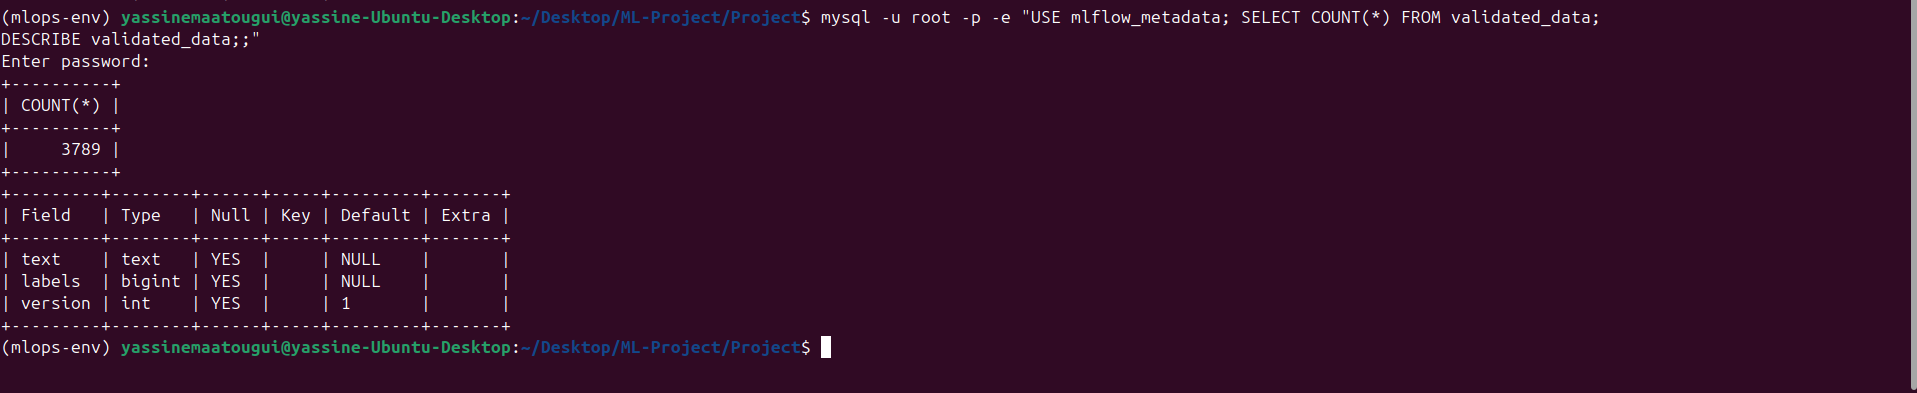 (mlops-env) yassinemaatougui@yassine-Ubuntu-Desktop:~/Desktop/ML-Project/Project$ mysql -u root -p -e "USE mlflow_metadata; SELECT COUNT(*) FROM validated_data;
DESCRIBE validated_data;;"
Enter password:
+----------+
| COUNT(*) |
+----------+
|     3789 |
+----------+
+---------+--------+------+-----+---------+-------+
| Field   | Type   | Null | Key | Default | Extra |
+---------+--------+------+-----+---------+-------+
| text    | text   | YES  |     | NULL    |       |
| labels  | bigint | YES  |     | NULL    |       |
| version | int    | YES  |     | 1       |       |
+---------+--------+------+-----+---------+-------+
(mlops-env) yassinemaatougui@yassine-Ubuntu-Desktop:~/Desktop/ML-Project/Project$